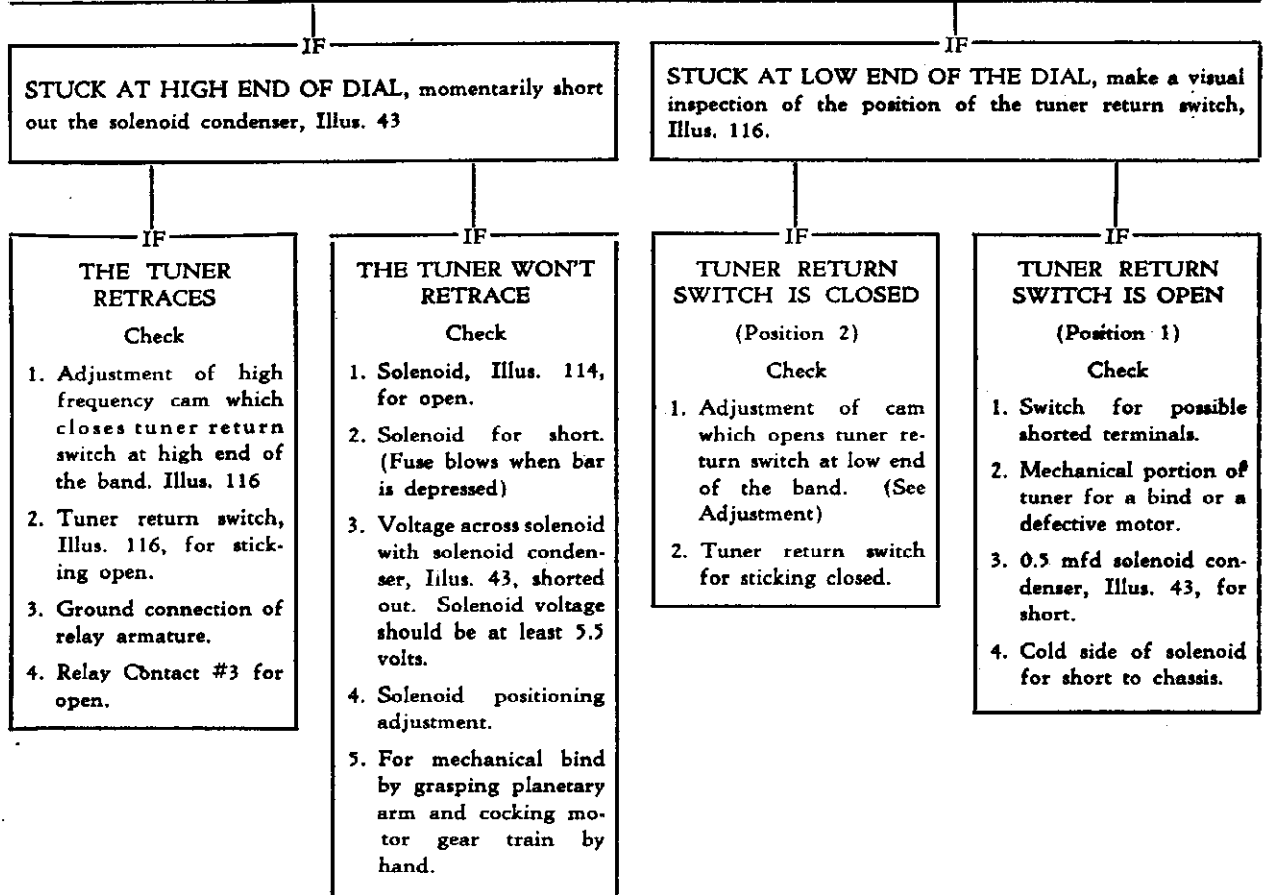 IF
STUCK AT HIGH END OF DIAL, momentarily short
out the solenoid condenser, Illus. 43
IF
STUCK AT LOW END OF THE DIAL, make a visual
inspection of the position of the tuner return switch,
Illus. 116.
IF
THE TUNER
RETRACES
Check
1. Adjustment of high
frequency cam which
closes tuner return
switch at high end of
the band. Illus. 116
2. Tuner return switch,
Illus. 116, for stick-
ing open.
3. Ground connection of
relay armature.
4. Relay Contact #3 for
open.
IF
THE TUNER WON'T
RETRACE
Check
1. Solenoid, Illus. 114,
for open.
2. Solenoid for short.
(Fuse blows when bar
is depressed)
3. Voltage across solenoid
with solenoid conden-
ser, Illus. 43, shorted
out. Solenoid voltage
should be at least 5.5
volts.
4. Solenoid positioning
adjustment.
5. For mechanical bind
by grasping planetary
arm and cocking mo-
tor gear train by
hand.
IF
TUNER RETURN
SWITCH IS CLOSED
(Position 2)
Check
1. Adjustment of cam
which opens tuner re-
turn switch at low end
of the band. (See
Adjustment)
2. Tuner return switch
for sticking closed.
IF
TUNER RETURN
SWITCH IS OPEN
(Position 1)
Check
1. Switch for possible
shorted terminals.
2. Mechanical portion of
tuner for a bind or a
defective motor.
3. 0.5 mfd solenoid con-
denser, Illus. 43, for
short.
4. Cold side of solenoid
for short to chassis.